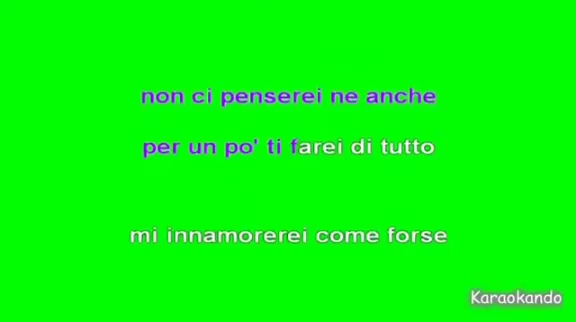 non ci penserei ne anche
per un po' ti farei di tutto
mi innamorerei come forse
Karaokando